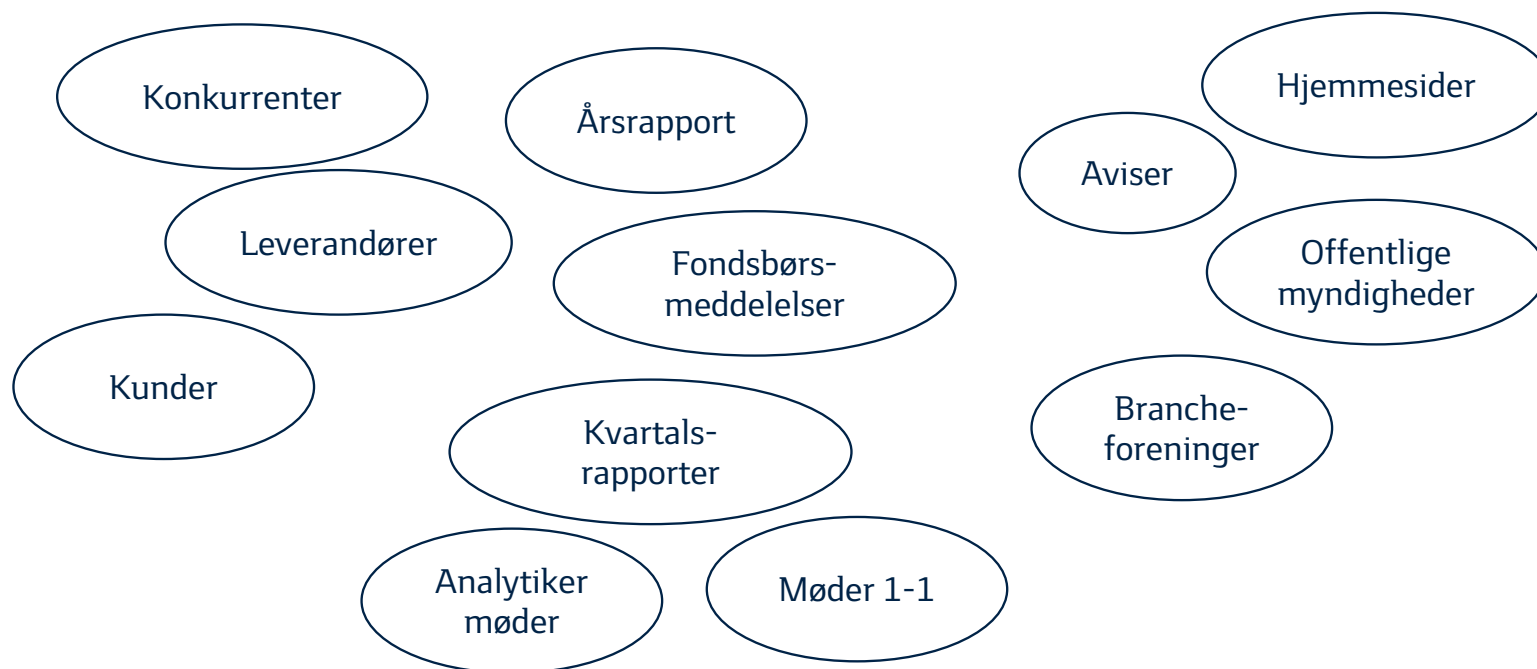 Konkurrenter
Årsrapport
Hjemmesider
Aviser
Leverandører
Fondsbørs-
meddelelser
Offentlige
myndigheder
Kunder
Kvartals-
rapporter
Branche-
foreninger
Analytiker
møder
Møder 1-1